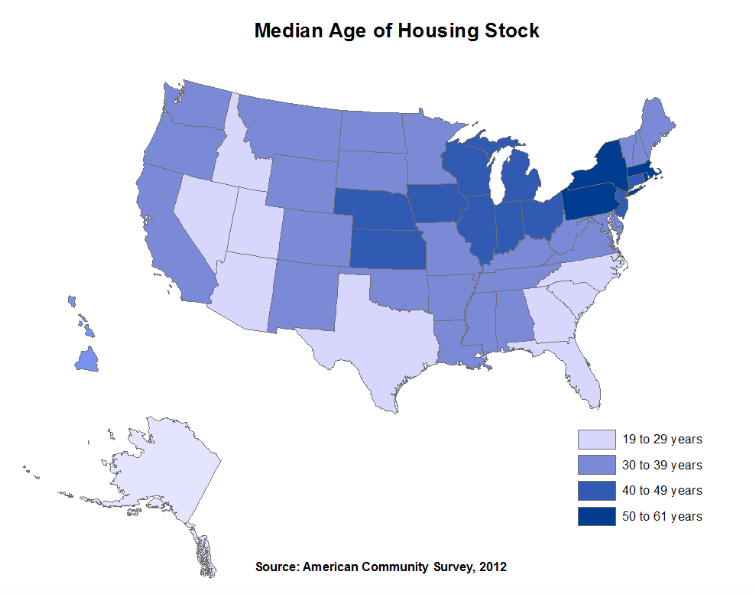 Median Age of Housing Stock
19 to 29 years
30 to 39 years
40 to 49 years
50 to 61 years
Source: American Community Survey, 2012